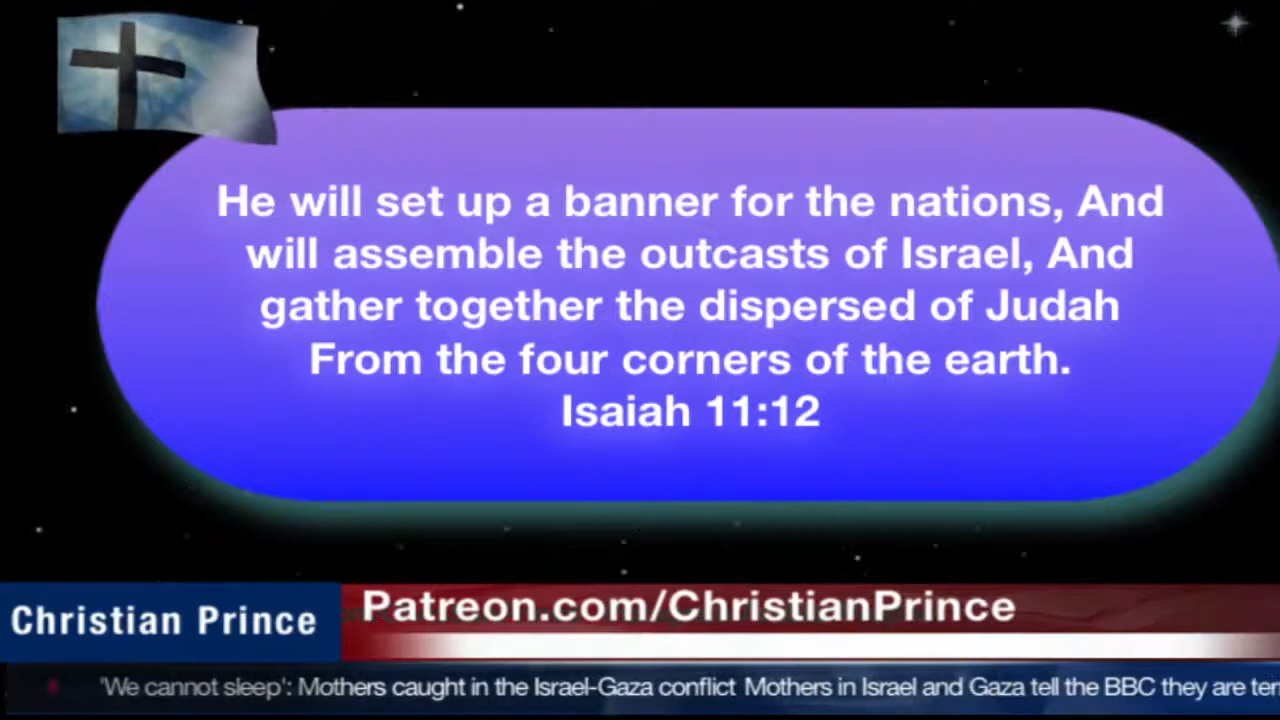 He will set up a banner for the nations, And
will assemble the outcasts of Israel, And
gather together the dispersed of Judah
From the four corners of the earth.
Isaiah 11:12
Christian Prince
Patreon.com/ChristianPrince
'We cannot sleep': Mothers caught in the Israel-Gaza conflict Mothers in Israel and Gaza tell the BBC they are